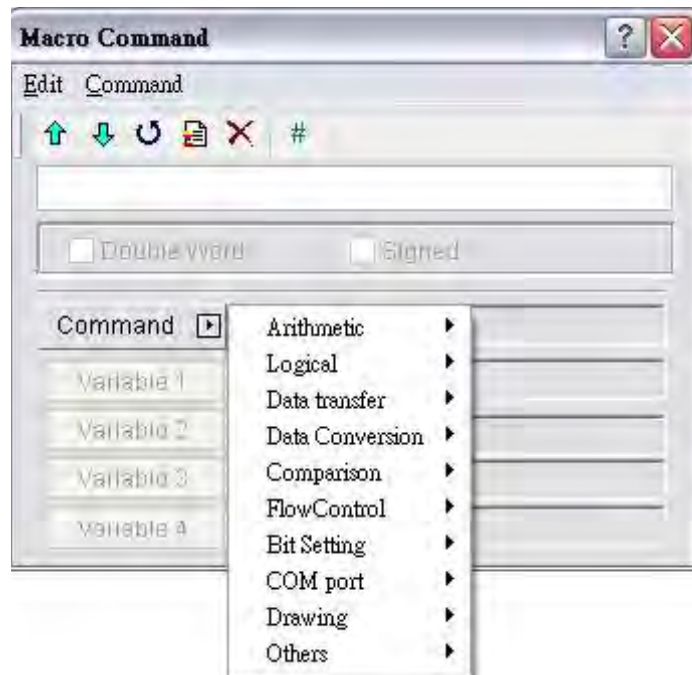 Macro Command
Edit Command
#
Double Word Signed
Command
Arithmetic
Logical
Data transfer
Data Conversion
Comparison
FlowControl
Bit Setting
COM port
Drawing
Others
Variable 1
Variable 2
Variable 3
Variable 4